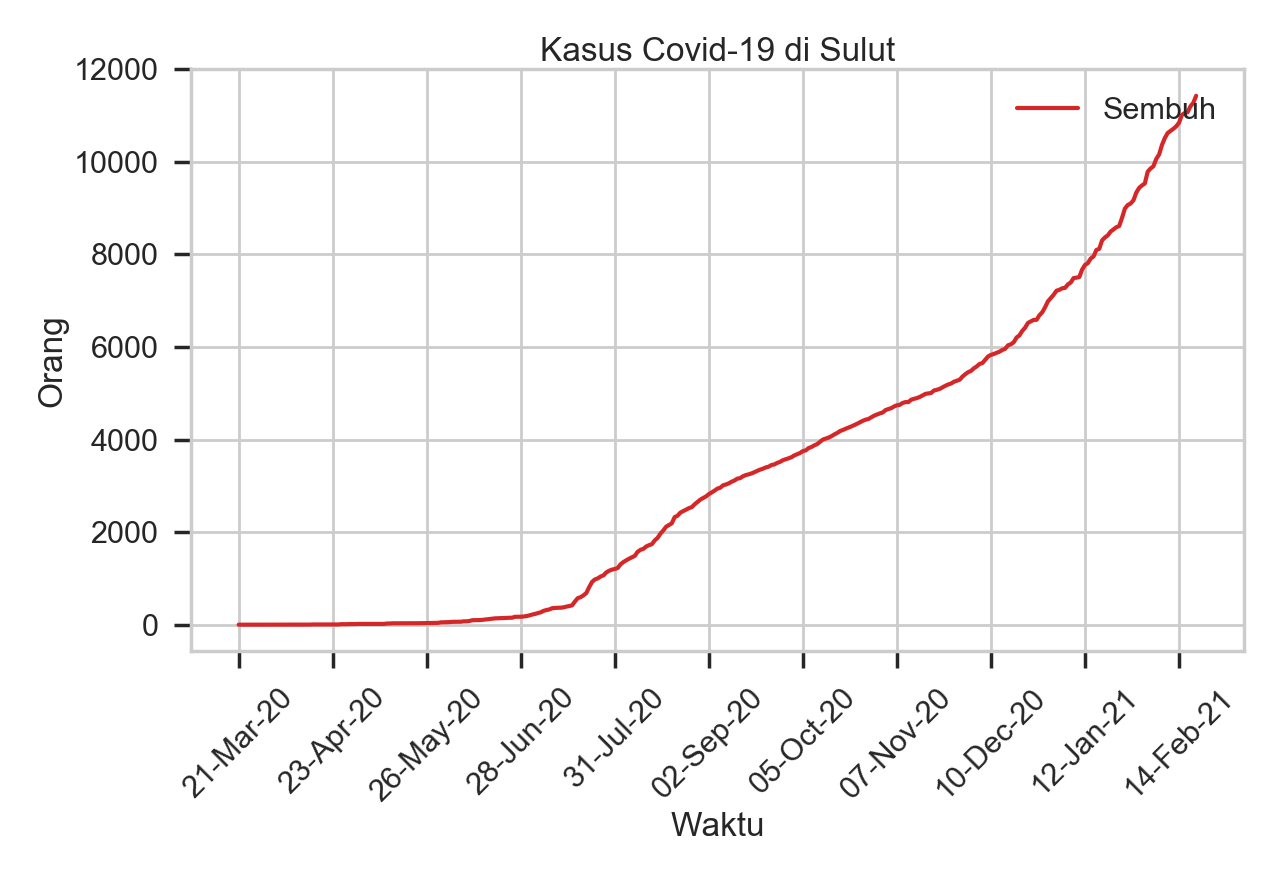 Kasus Covid-19 di Sulut
12000
10000
8000
6000
4000
2000
0
Orang
Sembuh
21-Mar-20
23-Apr-20
26-May-20
28-Jun-20
31-Jul-20
02-Sep-20
05-Oct-20
07-Nov-20
10-Dec-20
12-Jan-21
14-Feb-21
Waktu